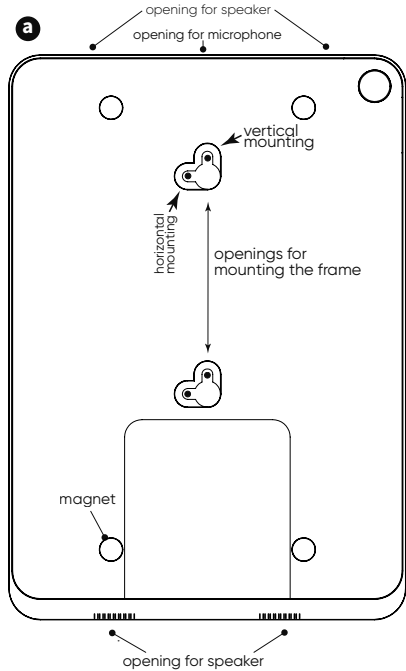 opening for speaker
a
opening for microphone
vertical
mounting
horizontal
mounting
openings for
mounting the frame
magnet
opening for speaker